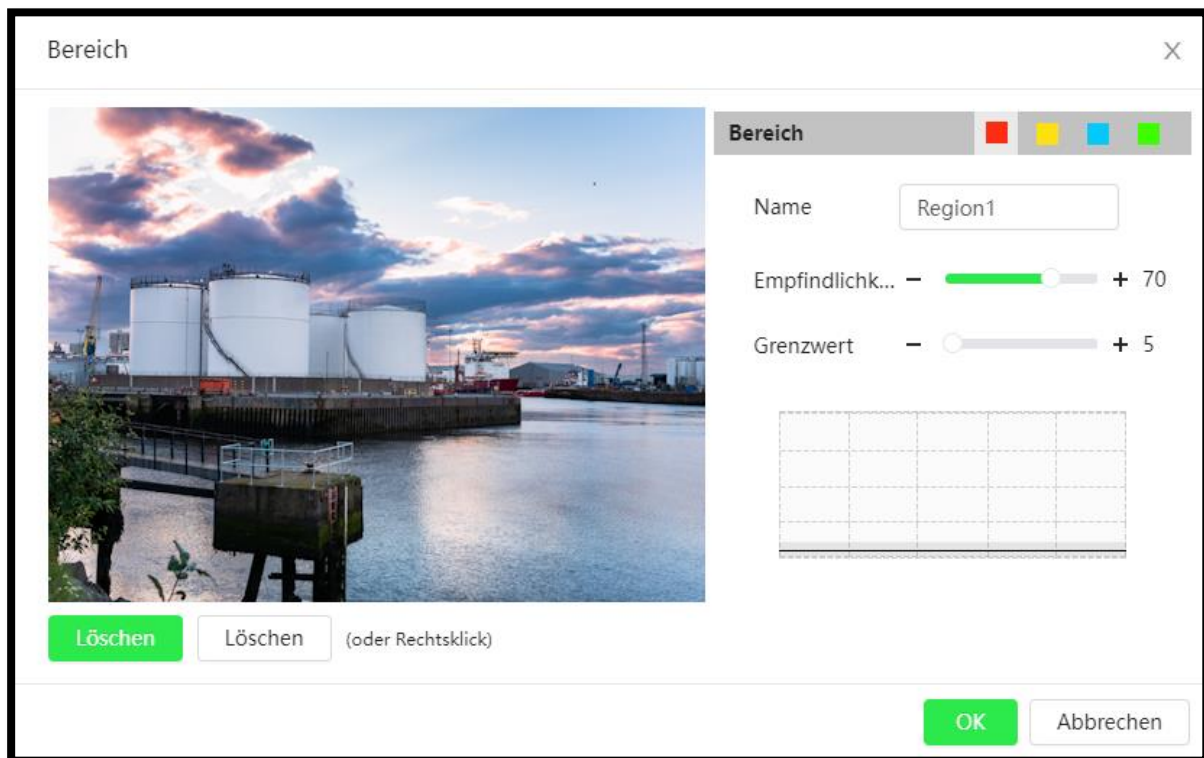 Bereich X
Bereich
Name Region1
Empfindlichk... − + 70
Grenzwert − + 5
Löschen Löschen (oder Rechtsklick)
OK Abbrechen